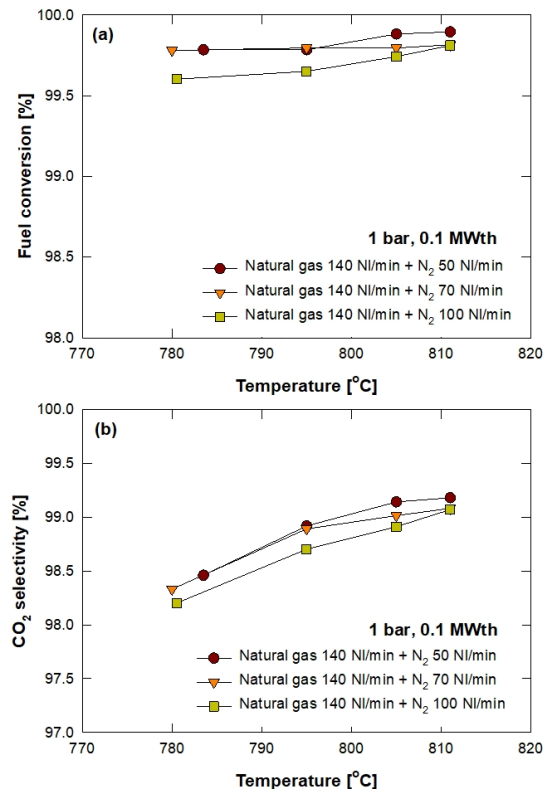 (a)
100.0
99.5
99.0
98.5
98.0
Fuel conversion [%]
1 bar, 0.1 MWth
Natural gas 140 Nl/min + N2 50 Nl/min
Natural gas 140 Nl/min + N2 70 Nl/min
Natural gas 140 Nl/min + N2 100 Nl/min
770 780 790 800 810 820
Temperature [oC]
(b)
100.0
99.5
99.0
98.5
98.0
97.5
97.0
CO2 selectivity [%]
1 bar, 0.1 MWth
Natural gas 140 Nl/min + N2 50 Nl/min
Natural gas 140 Nl/min + N2 70 Nl/min
Natural gas 140 Nl/min + N2 100 Nl/min
770 780 790 800 810 820
Temperature [oC]